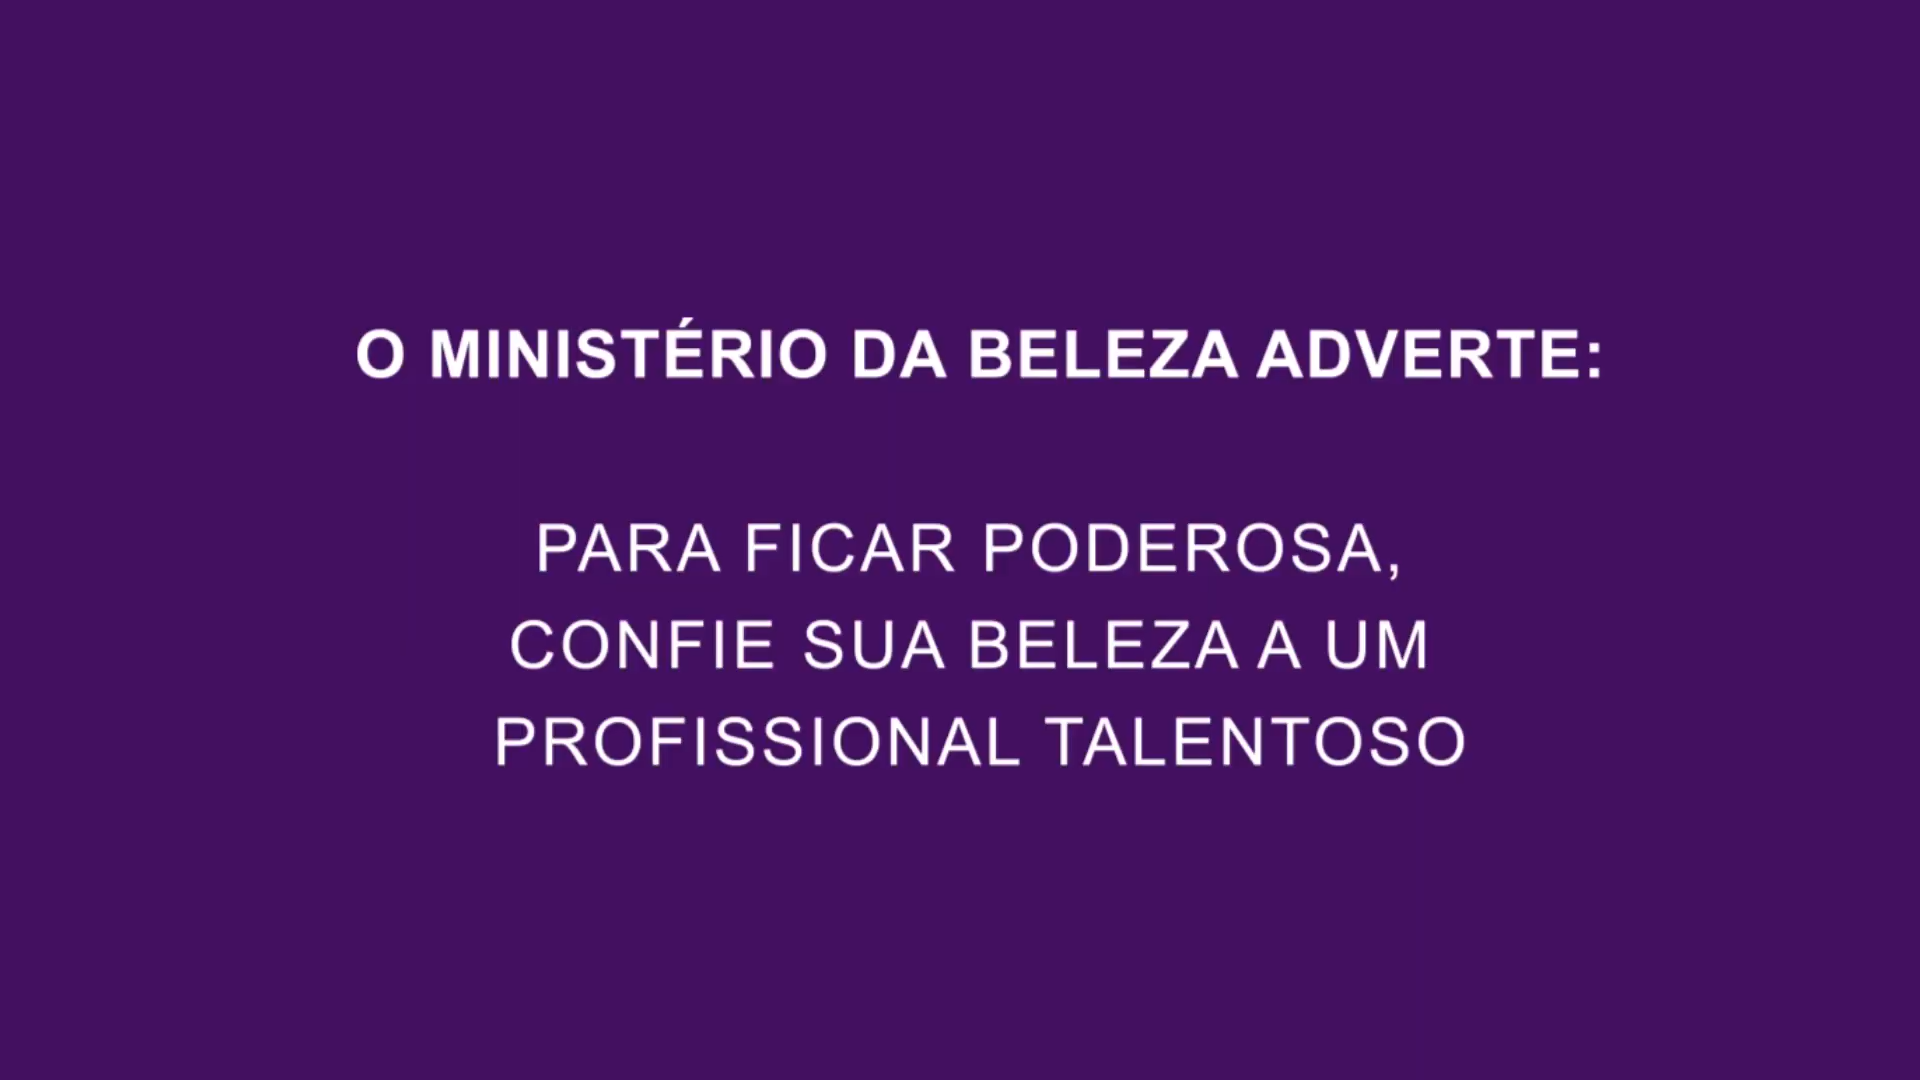 O MINISTÉRIO DA BELEZA ADVERTE:
PARA FICAR PODEROSA,
CONFIE SUA BELEZA A UM
PROFISSIONAL TALENTOSO